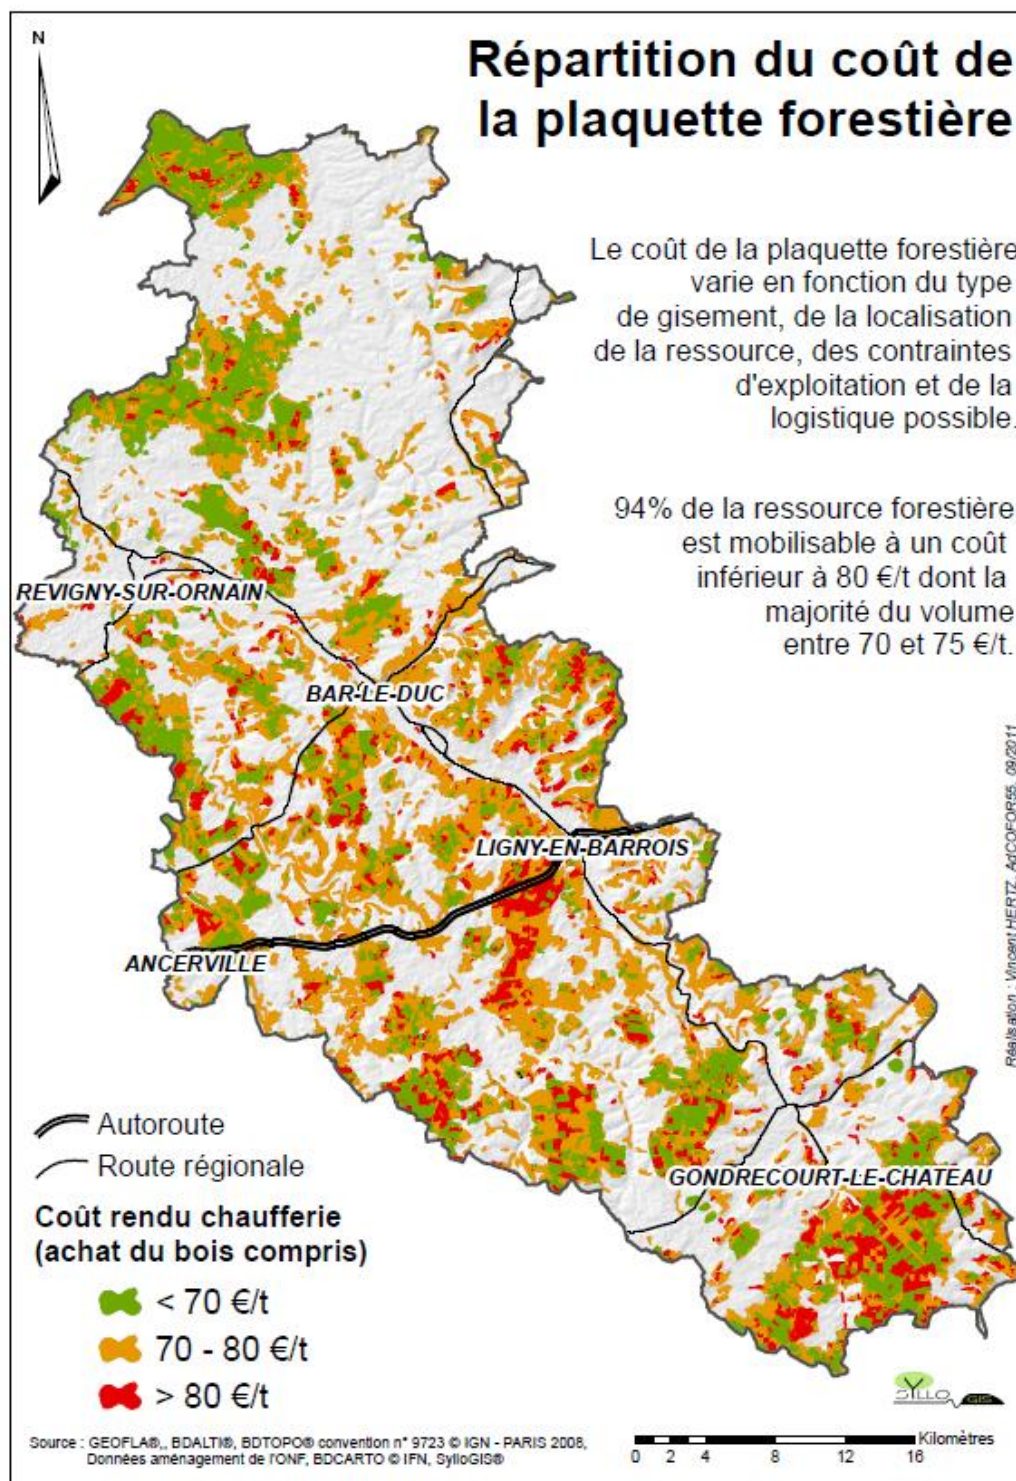 N
Répartition du coût de
la plaquette forestière
Le coût de la plaquette forestière
varie en fonction du type
de gisement, de la localisation
de la ressource, des contraintes
d'exploitation et de la
logistique possible.
94% de la ressource forestière
est mobilisable à un coût
inférieur à 80 €/t dont la
majorité du volume
entre 70 et 75 €/t.
REVIGNY-SUR-ORNAIN
BAR-LE-DUC
LIGNY-EN-BARROIS
ANCERVILLE
GONDRECOURT-LE-CHATEAU
Réalisation : Vincent HERTZ, AdCOFOR55, 09/2011
Autoroute
Route régionale
Coût rendu chaufferie
(achat du bois compris)
< 70 €/t
70 - 80 €/t
> 80 €/t
SYLLO GIS
Source : GEOFLA®,, BDALTI®, BDTOPO® convention n° 9723 © IGN - PARIS 2008,
Données aménagement de l'ONF, BDCARTO © IFN, SylloGIS®
Kilomètres
0 2 4 8 12 16